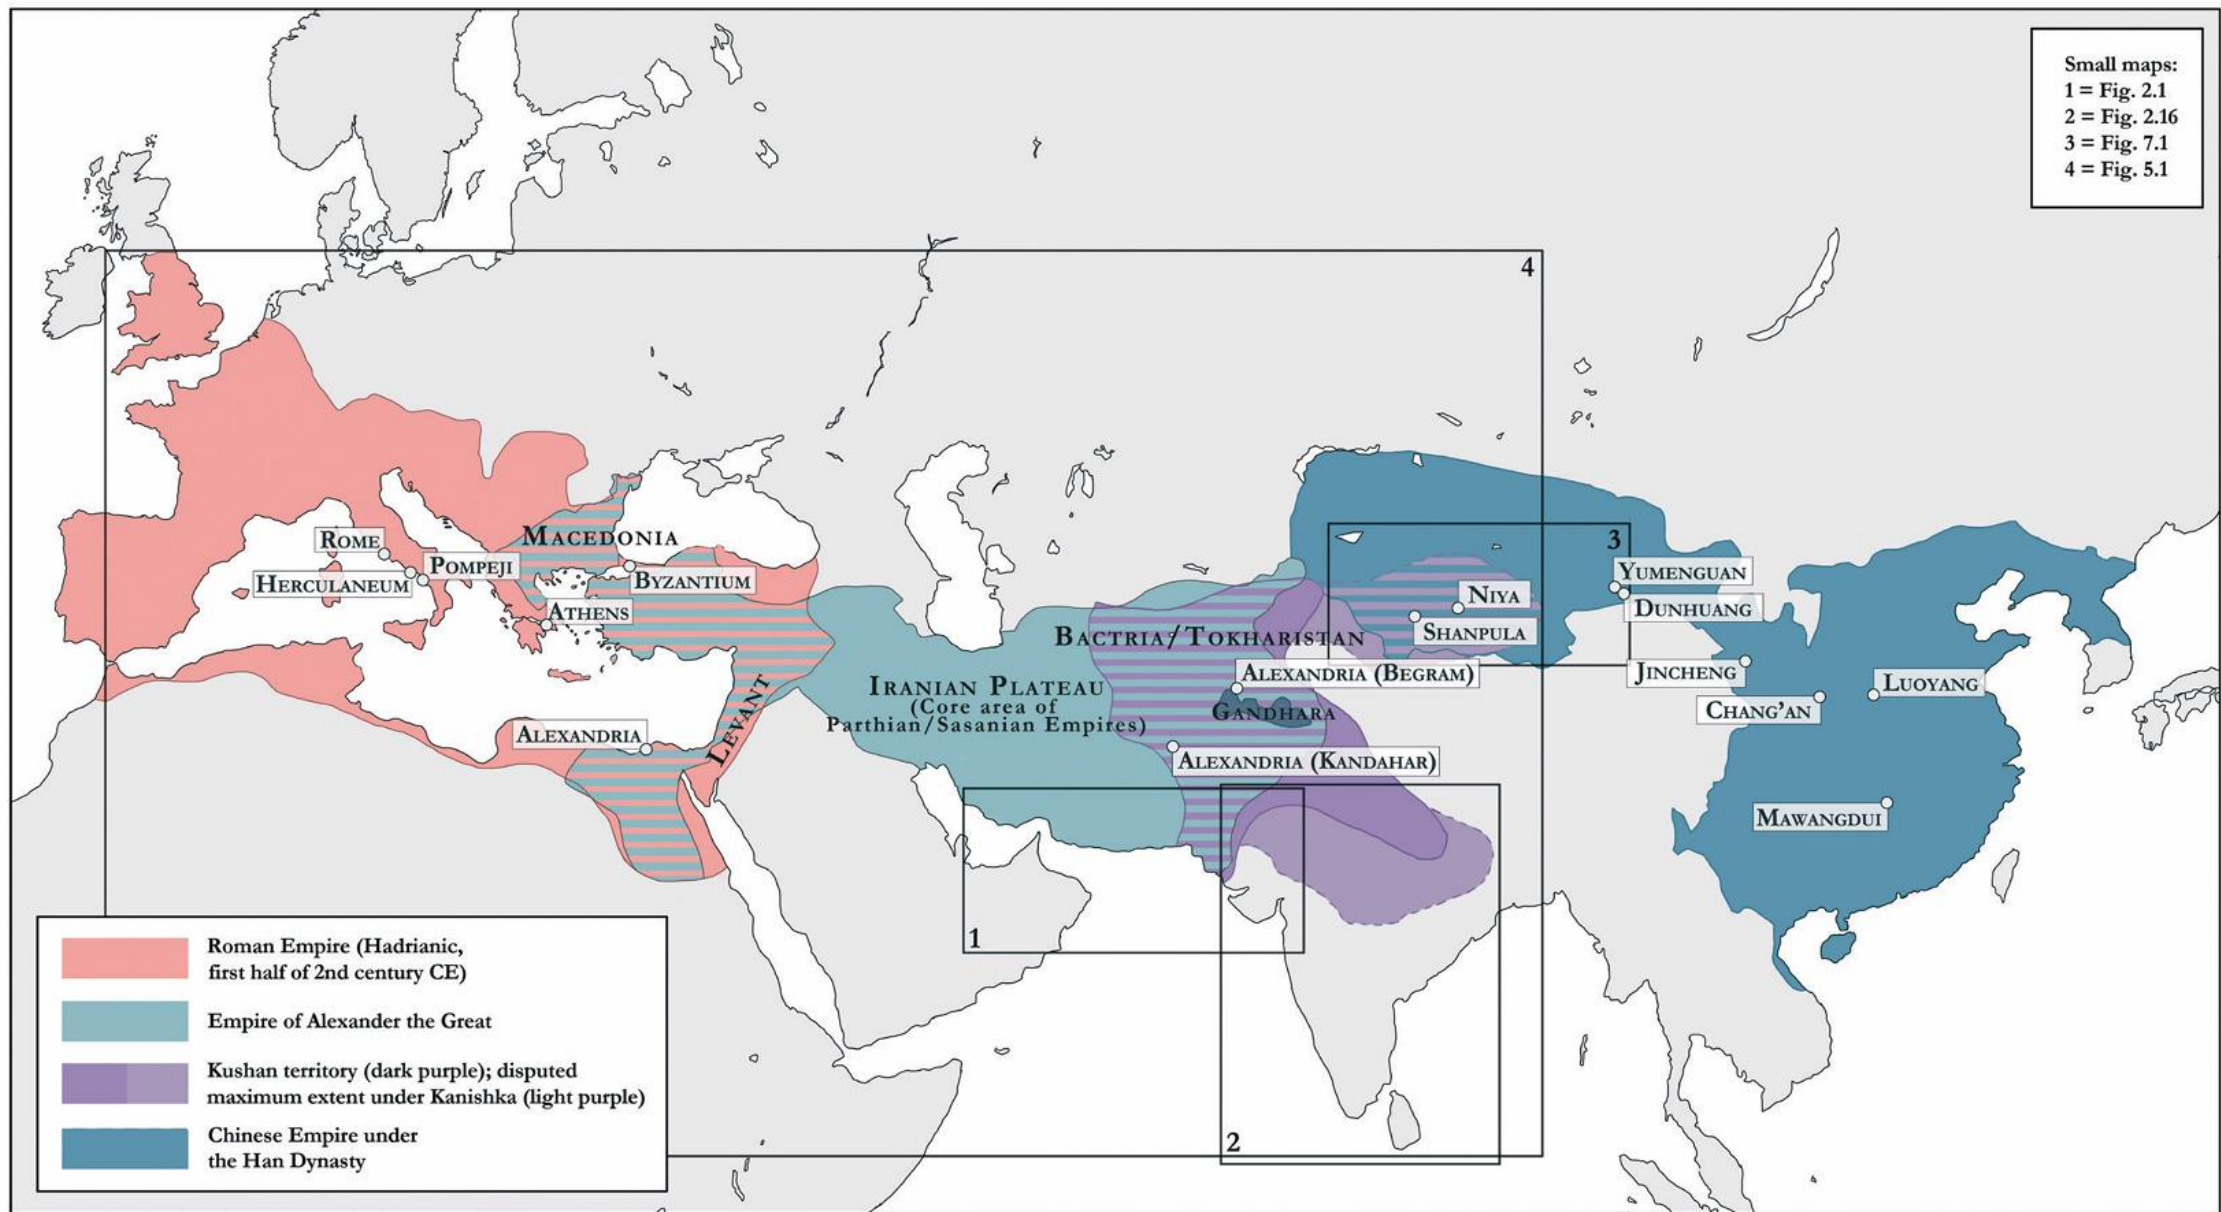 Small maps:
1 = Fig. 2.1
2 = Fig. 2.16
3 = Fig. 7.1
4 = Fig. 5.1
4
3
Rome
Herculaneum
Pompeji
Macedonia
Byzantium
Athens
Alexandria
Levant
Iranian Plateau
(Core area of
Parthian/Sasanian Empires)
Bactria/Tokharistan
Alexandria (Begram)
Gandhara
Alexandria (Kandahar)
Niya
Shanpula
Yumenguan
Dunhuang
Jincheng
Chang'an
Luoyang
Mawangdui
1
2
Roman Empire (Hadrianic,
first half of 2nd century CE)
Empire of Alexander the Great
Kushan territory (dark purple); disputed
maximum extent under Kanishka (light purple)
Chinese Empire under
the Han Dynasty